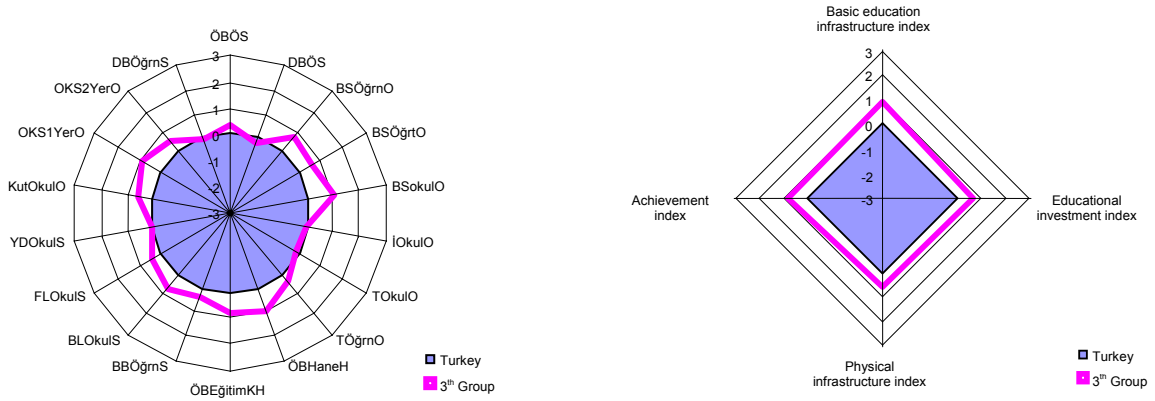 ÖBÖS
DBÖS
BSÖğrnO
BSÖğrtO
BSokulO
İOkulO
TOkulO
TÖğrnO
ÖBHaneH
ÖBEğitimKH
BBÖğrnS
BLOkulS
FLOkulS
YDOkulS
KutOkulO
OKS1YerO
OKS2YerO
DBÖğrnS
3
2
1
0
-1
-2
-3
Turkey
3th Group
Basic education
infrastructure index
Educational
investment index
Physical
infrastructure index
Achievement
index
3
2
1
0
-1
-2
-3
Turkey
3th Group